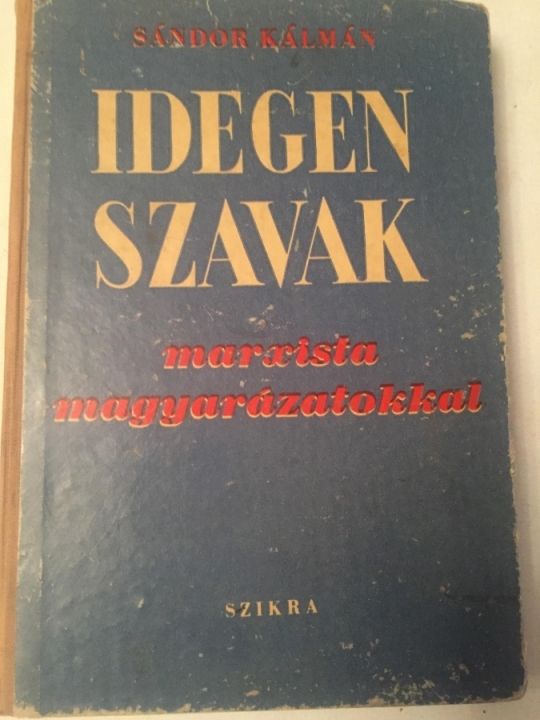 SÁNDOR KÁLMÁN
IDEGEN
SZAVAK
marxista
magyarázatokkal
SZIKRA